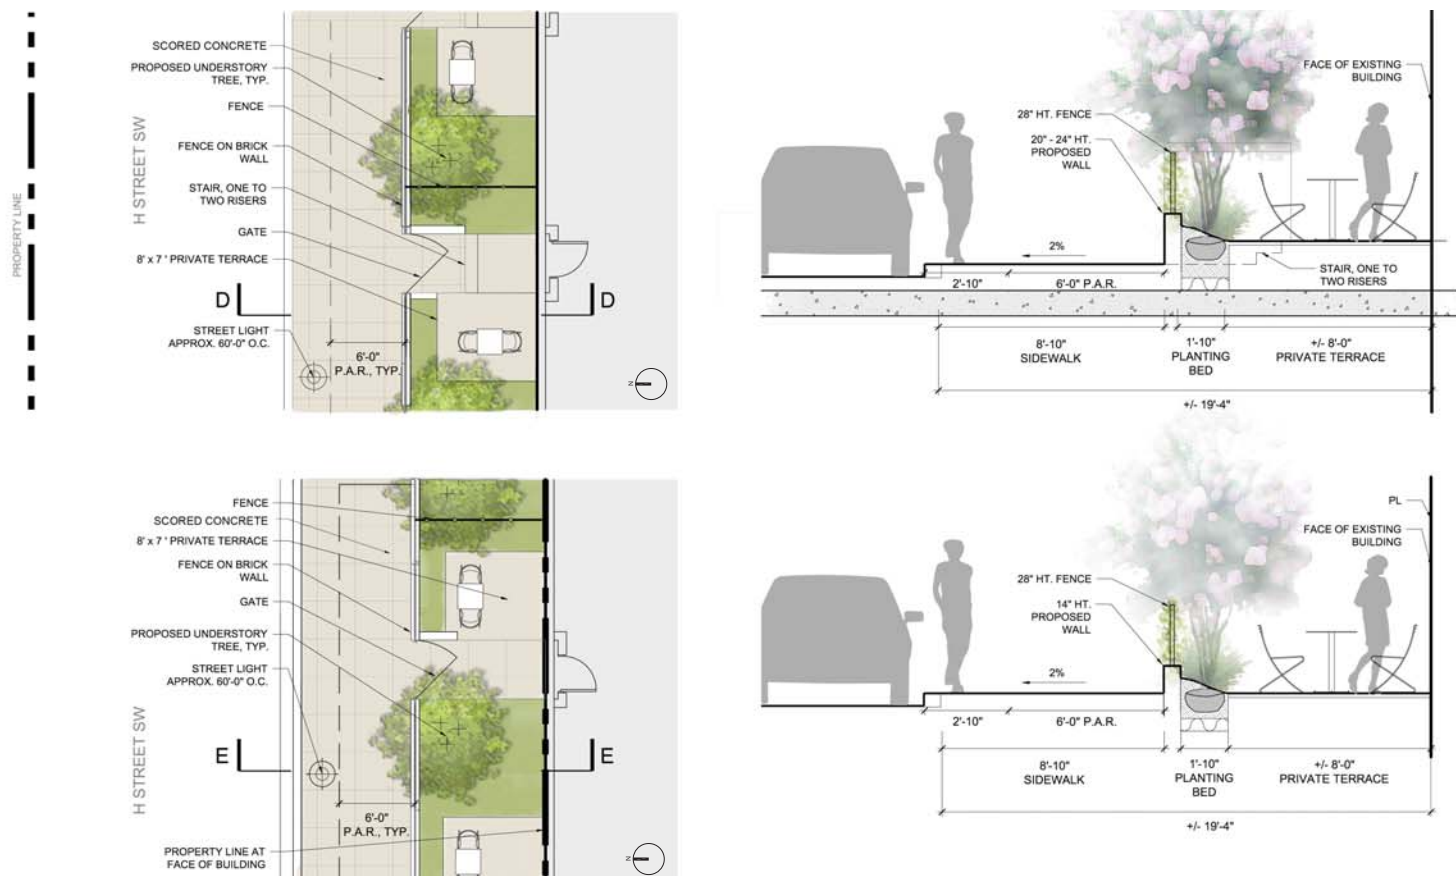 PROPERTY LINE
H STREET SW
SCORED CONCRETE
PROPOSED UNDERSTORY
TREE, TYP.
FENCE
FENCE ON BRICK
WALL
STAIR, ONE TO
TWO RISERS
GATE
8' x 7 ' PRIVATE TERRACE
D
D
STREET LIGHT
APPROX. 60'-0" O.C.
6'-0"
P.A.R., TYP.
N
FACE OF EXISTING
BUILDING
28" HT. FENCE
20" - 24" HT.
PROPOSED
WALL
2%
STAIR, ONE TO
TWO RISERS
2'-10"
6'-0" P.A.R.
8'-10"
SIDEWALK
1'-10"
PLANTING
BED
+/- 8'-0"
PRIVATE TERRACE
+/- 19'-4"
FENCE
SCORED CONCRETE
8' x 7 ' PRIVATE TERRACE
FENCE ON BRICK
WALL
GATE
PROPOSED UNDERSTORY
TREE, TYP.
STREET LIGHT
APPROX. 60'-0" O.C.
H STREET SW
E
E
6'-0"
P.A.R., TYP.
PROPERTY LINE AT
FACE OF BUILDING
N
PL
FACE OF EXISTING
BUILDING
28" HT. FENCE
14" HT.
PROPOSED
WALL
2%
2'-10"
6'-0" P.A.R.
8'-10"
SIDEWALK
1'-10"
PLANTING
BED
+/- 8'-0"
PRIVATE TERRACE
+/- 19'-4"